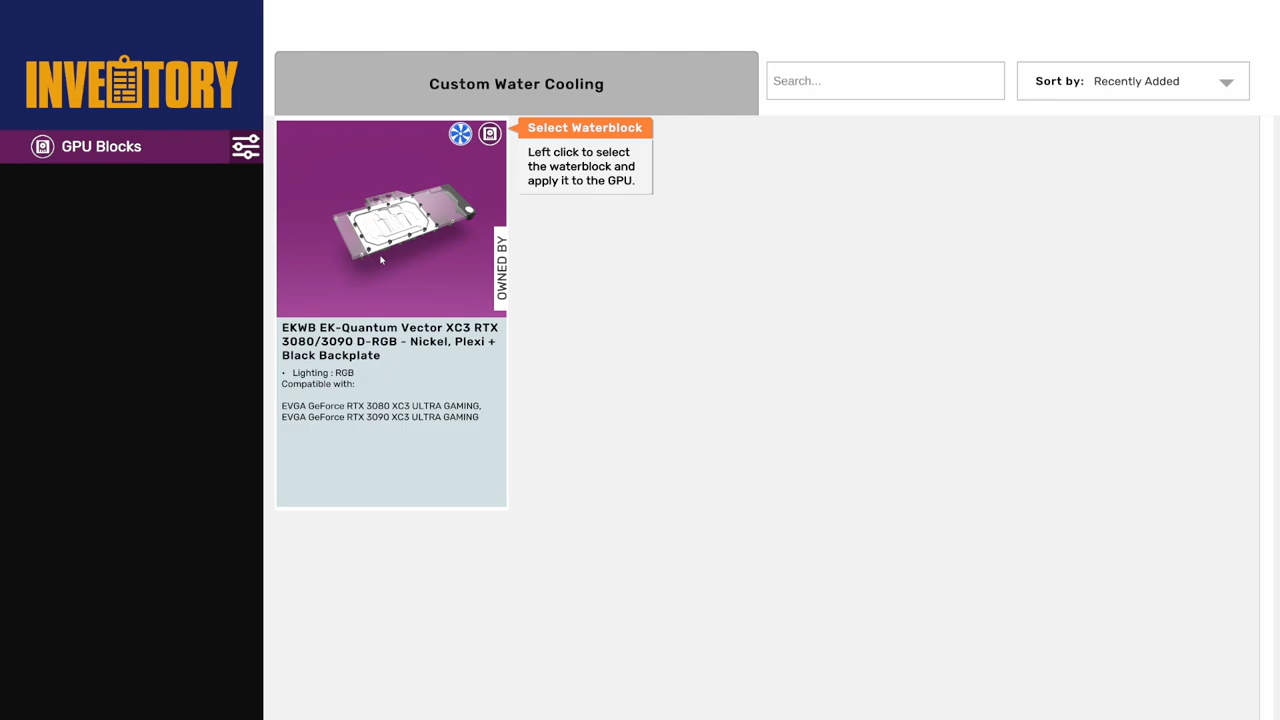 INVENTORY
GPU Blocks
Custom Water Cooling
Search...
Sort by: Recently Added
Select Waterblock
Left click to select
the waterblock and
apply it to the GPU.
OWNED BY
EKWB EK-Quantum Vector XC3 RTX
3080/3090 D-RGB - Nickel, Plexi +
Black Backplate
• Lighting : RGB
Compatible with:
EVGA GeForce RTX 3080 XC3 ULTRA GAMING,
EVGA GeForce RTX 3090 XC3 ULTRA GAMING